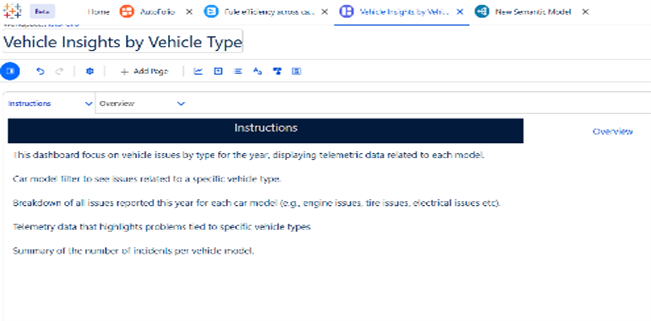 Beta Home AutoFolio Fule efficiency across ca... Vehicle Insights by Vehi... New Semantic Model
Vehicle Insights by Vehicle Type
+ Add Page
Instructions Overview
Instructions
Overview
This dashboard focus on vehicle issues by type for the year, displaying telemetric data related to each model.
Car model filter to see issues related to a specific vehicle type.
Breakdown of all issues reported this year for each car model (e.g., engine issues, tire issues, electrical issues etc).
Telemetry data that highlights problems tied to specific vehicle types
Summary of the number of incidents per vehicle model.